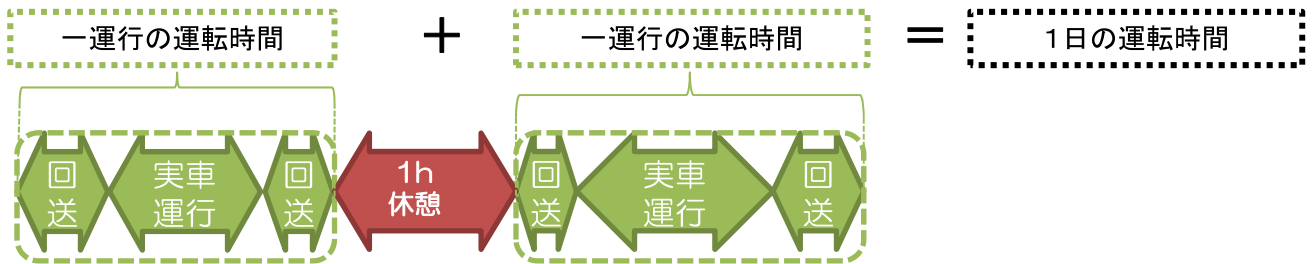 一運行の運転時間
＋
一運行の運転時間
＝
１日の運転時間
回送
実車運行
回送
1h
休憩
回送
実車運行
回送